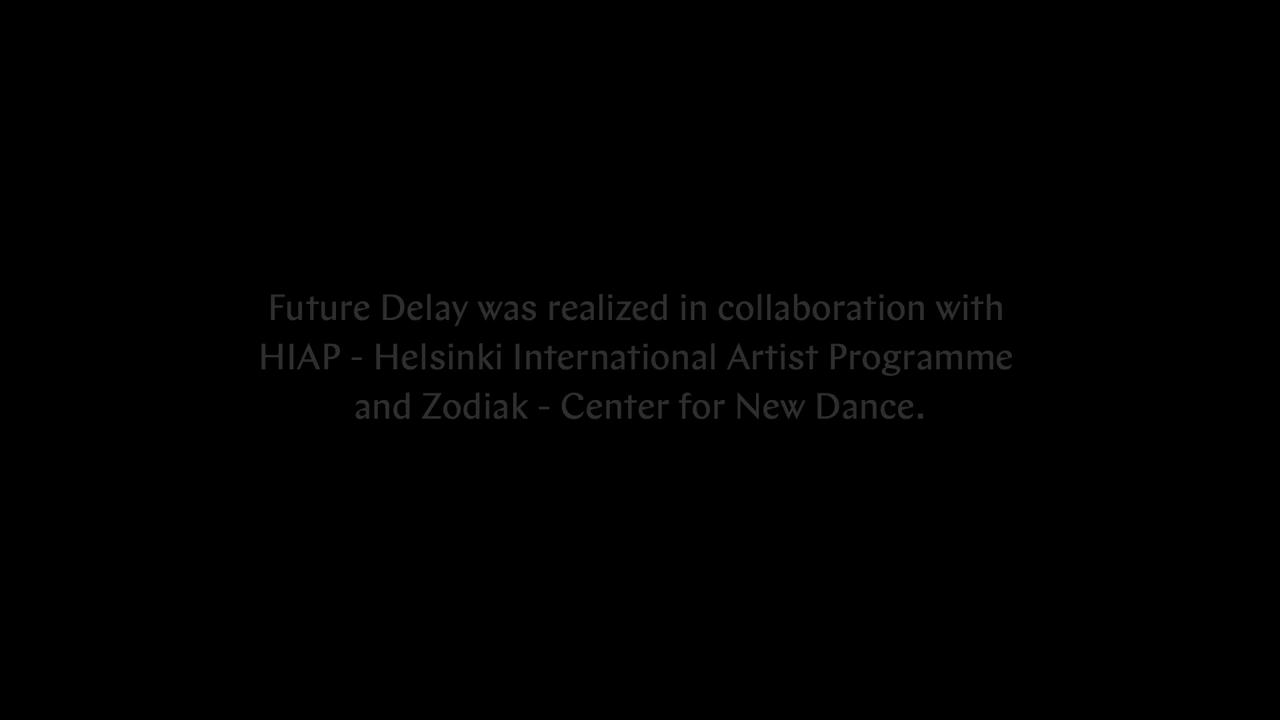 Future Delay was realized in collaboration with
HIAP - Helsinki International Artist Programme
and Zodiak - Center for New Dance.